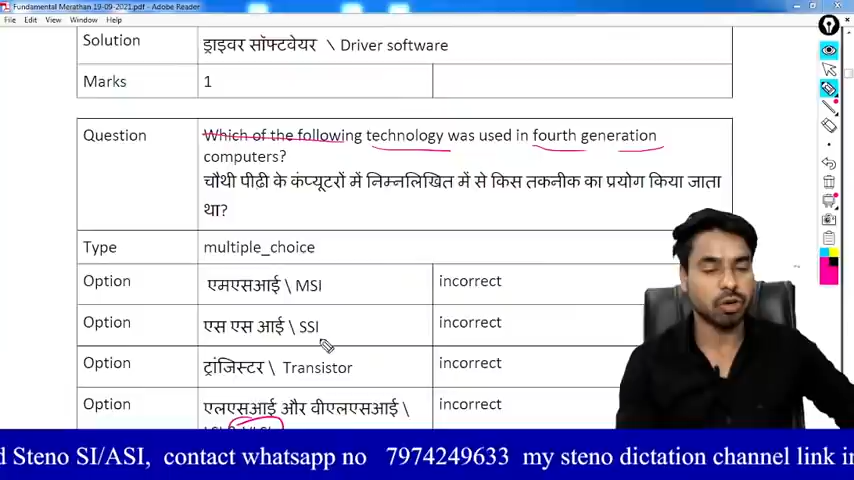 Fundamental Merathan 19-09-2021.pdf - Adobe Reader
File Edit View Window Help
Solution ड्राइवर सॉफ्टवेयर \ Driver software
Marks 1
Question Which of the following technology was used in fourth generation
computers?
चौथी पीढी के कंप्यूटरों में निम्नलिखित में से किस तकनीक का प्रयोग किया जाता
था?
Type multiple_choice
Option एमएसआई \ MSI incorrect
Option एस एस आई \ SSI incorrect
Option ट्रांजिस्टर \ Transistor incorrect
Option एलएसआई और वीएलएसआई \ incorrect
d Steno SI/ASI, contact whatsapp no 7974249633 my steno dictation channel link in